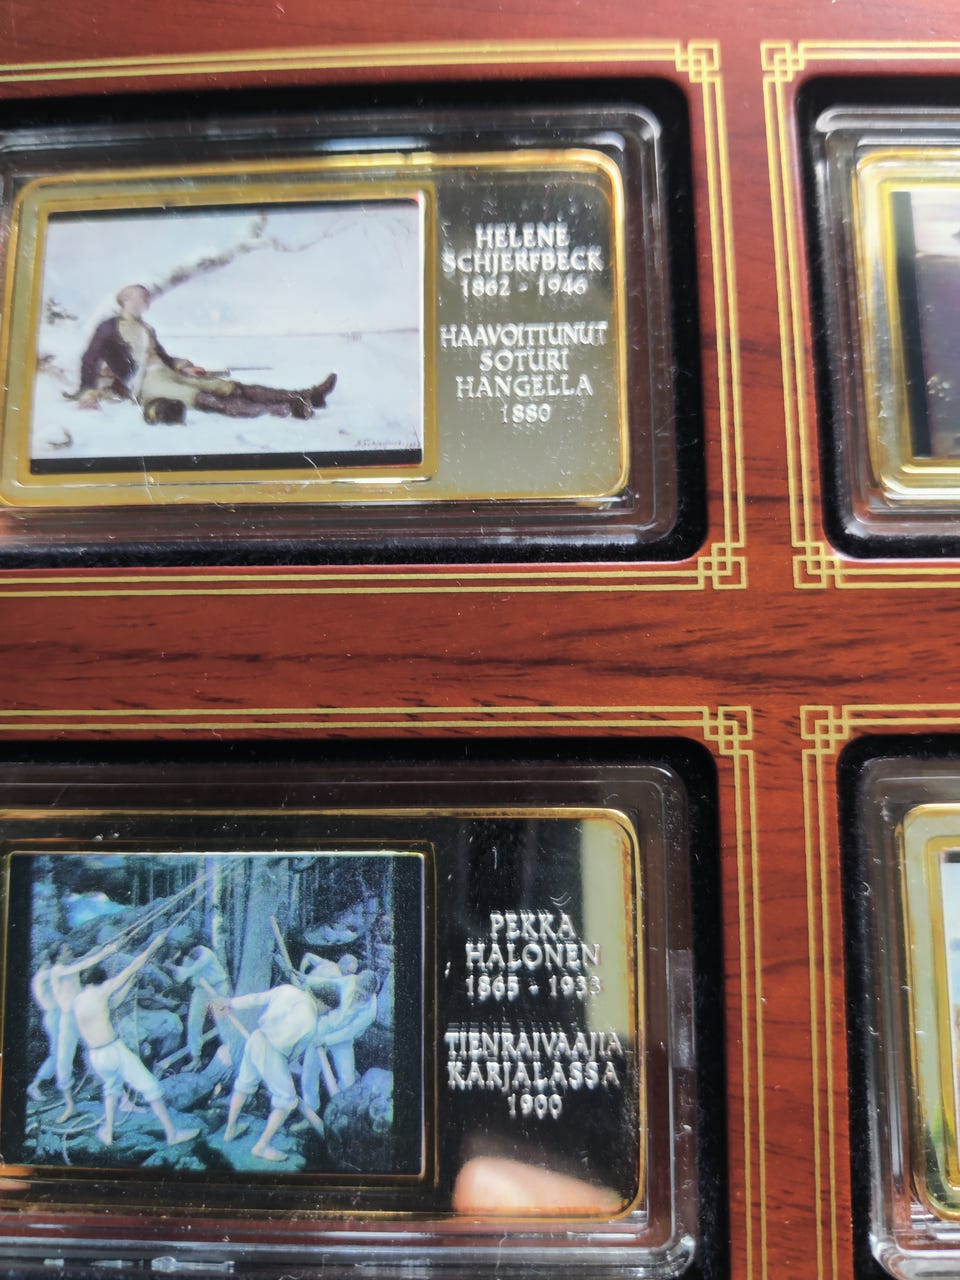 HELENE
SCHJERFBECK
1862 - 1946
HAAVOITTUNUT
SOTURI
HANGELLA
1880
PEKKA
HALONEN
1865 - 1933
TIENRAIVAAJIA
KARJALASSA
1900